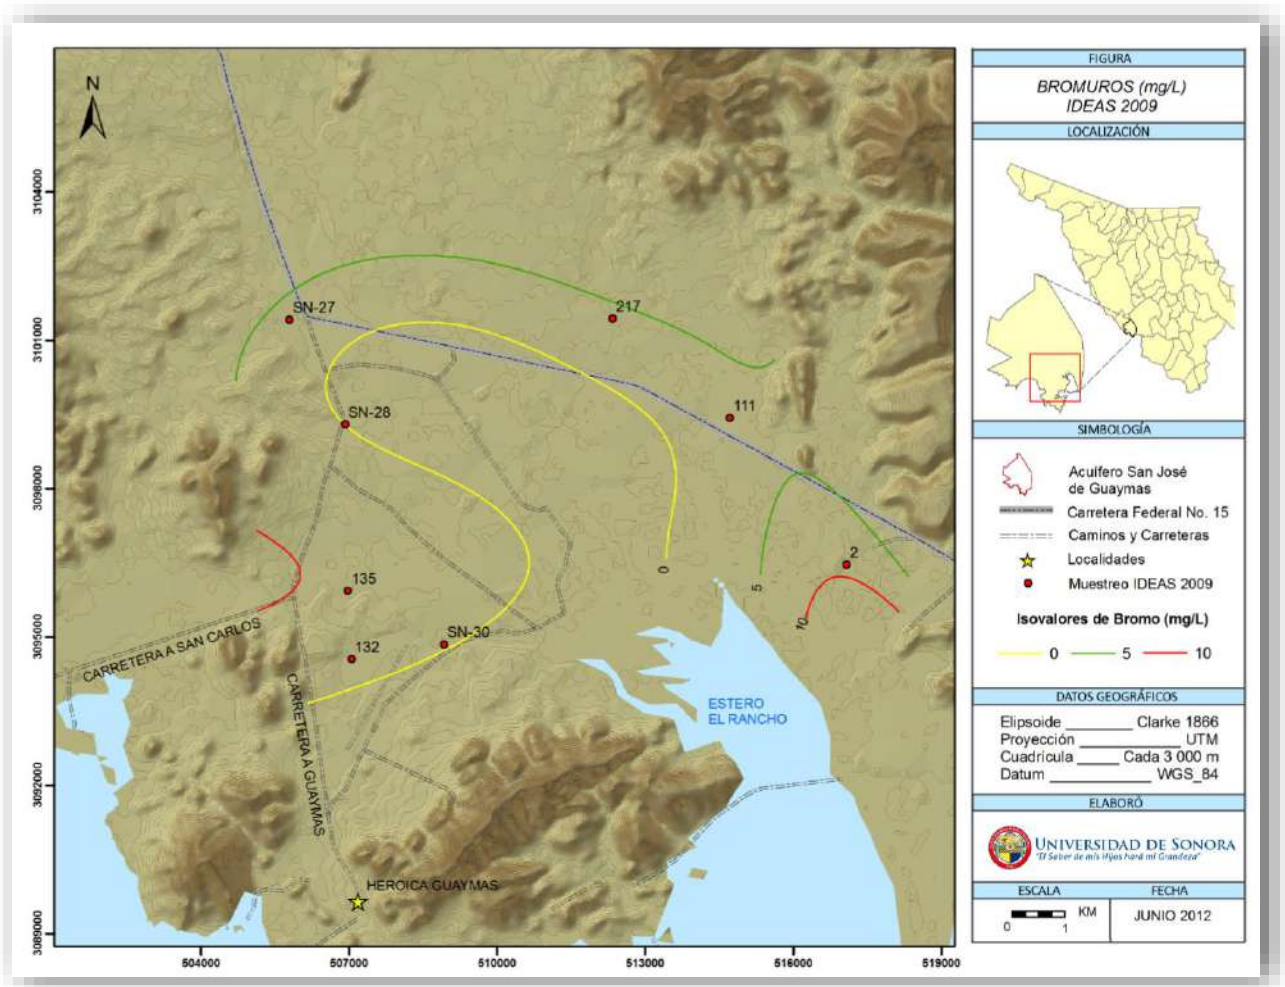 FIGURA
BROMUROS (mg/L)
IDEAS 2009
LOCALIZACIÓN
SIMBOLOGÍA
Acuífero San José
de Guaymas
Carretera Federal No. 15
Caminos y Carreteras
Localidades
Muestreo IDEAS 2009
Isovalores de Bromo (mg/L)
0 5 10
DATOS GEOGRÁFICOS
Elipsoide Clarke 1866
Proyección UTM
Cuadrícula Cada 3 000 m
Datum WGS_84
ELABORÓ
UNIVERSIDAD DE SONORA
"El Saber de mis Hijos hará mi Grandeza"
ESCALA FECHA
KM
0 1
JUNIO 2012
N
3104000
3101000
3098000
3095000
3092000
3089000
SN-27
217
SN-28
111
2
135
132
SN-30
0
5
10
CARRETERA A SAN CARLOS
CARRETERA A GUAYMAS
ESTERO
EL RANCHO
HEROICA GUAYMAS
504000 507000 510000 513000 516000 519000